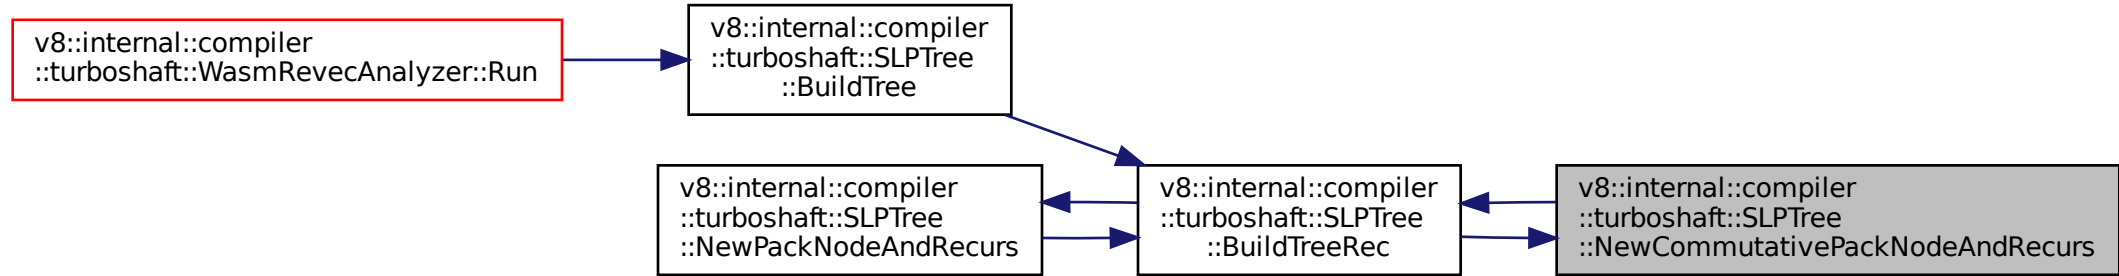 v8::internal::compiler
::turboshaft::WasmRevecAnalyzer::Run
v8::internal::compiler
::turboshaft::SLPTree
::BuildTree
v8::internal::compiler
::turboshaft::SLPTree
::NewPackNodeAndRecurs
v8::internal::compiler
::turboshaft::SLPTree
::BuildTreeRec
v8::internal::compiler
::turboshaft::SLPTree
::NewCommutativePackNodeAndRecurs